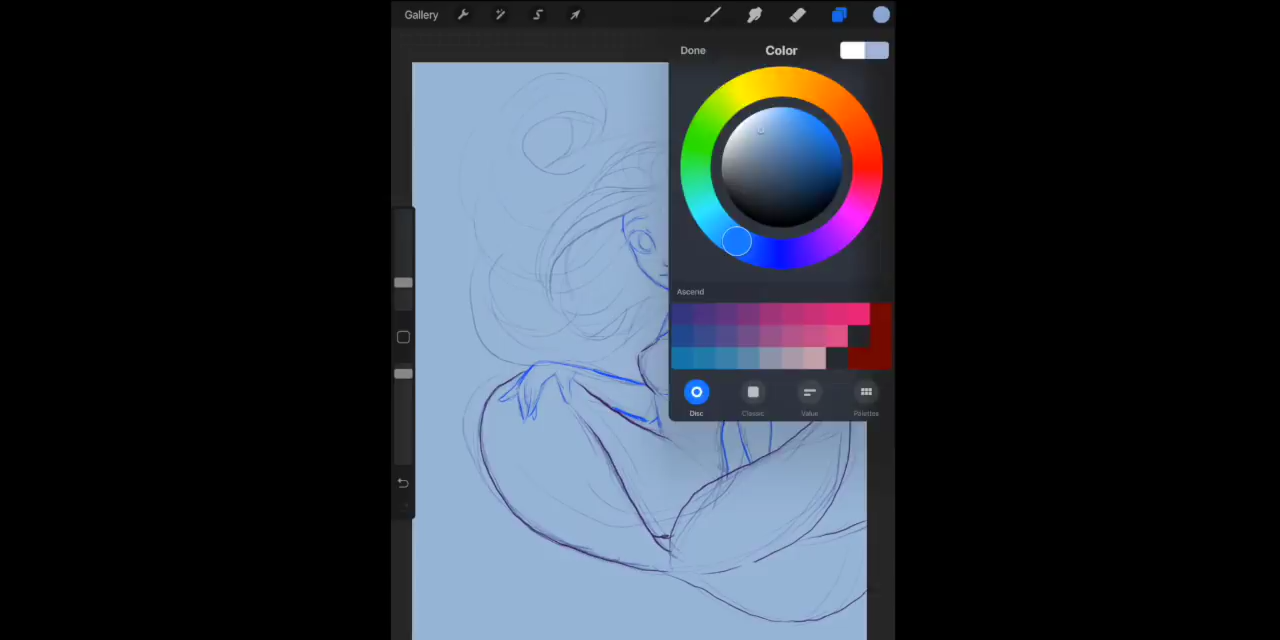 Gallery
Done
Color
Ascend
Disc
Classic
Value
Palettes